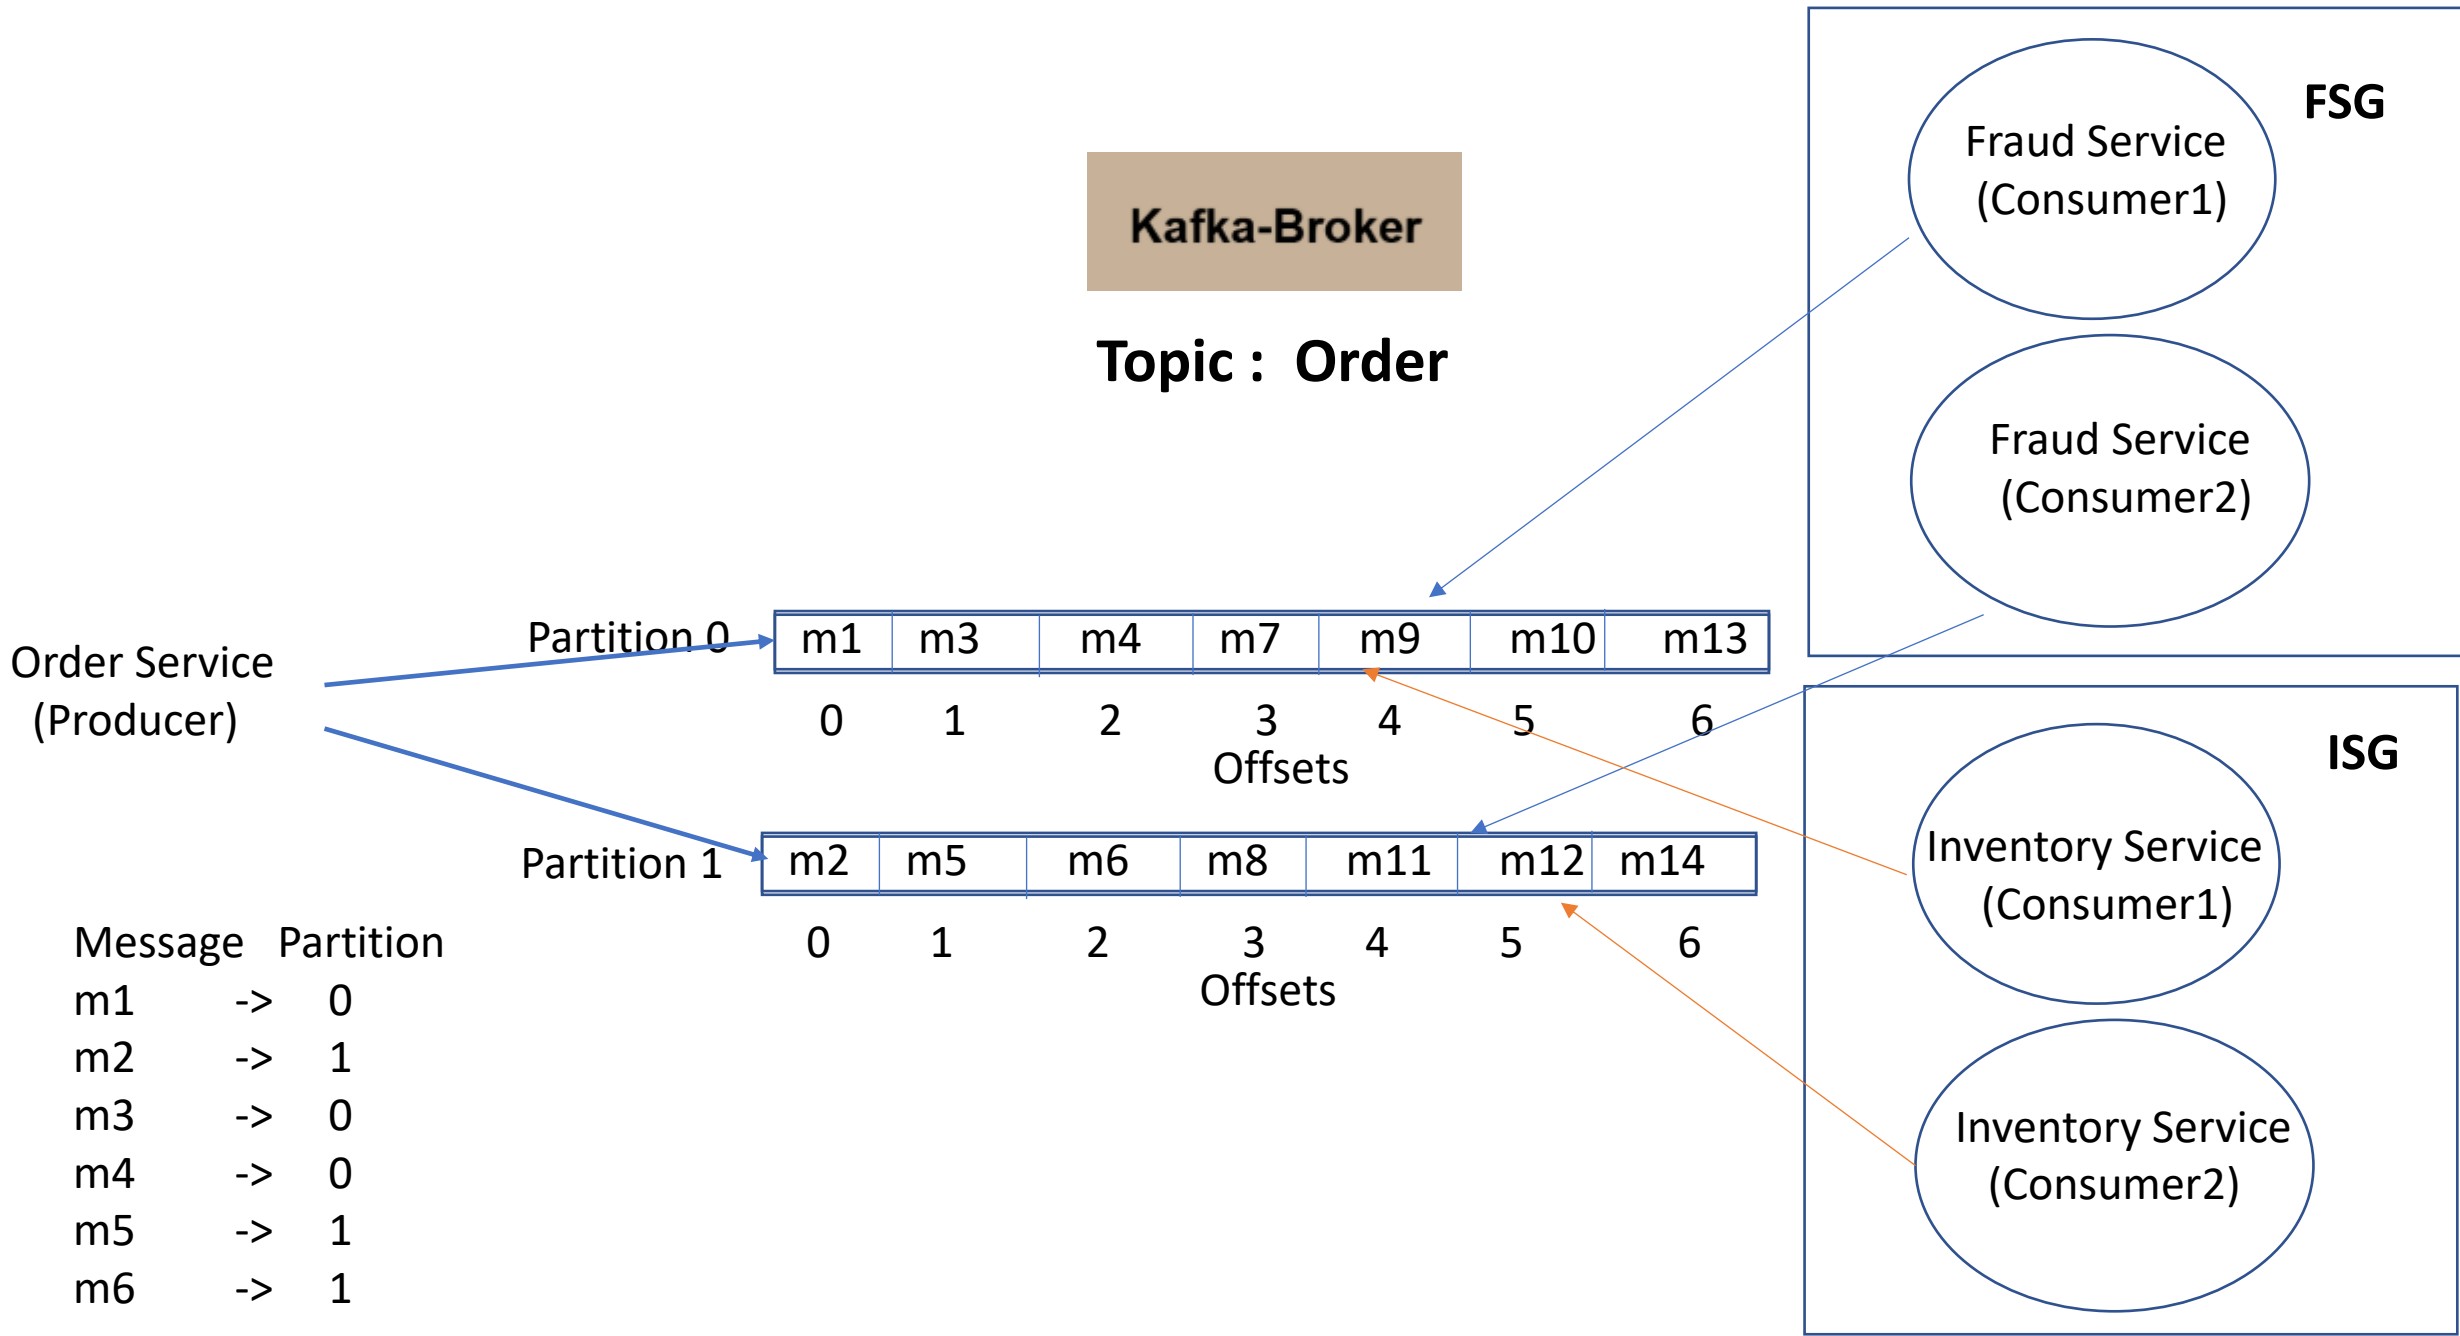 Kafka-Broker
Topic : Order
FSG
Fraud Service
(Consumer1)
Fraud Service
(Consumer2)
Order Service
(Producer)
Partition 0
m1 m3 m4 m7 m9 m10 m13
0 1 2 3 4 5 6
Offsets
Partition 1
m2 m5 m6 m8 m11 m12 m14
0 1 2 3 4 5 6
Offsets
ISG
Inventory Service
(Consumer1)
Inventory Service
(Consumer2)
Message Partition
m1 -> 0
m2 -> 1
m3 -> 0
m4 -> 0
m5 -> 1
m6 -> 1